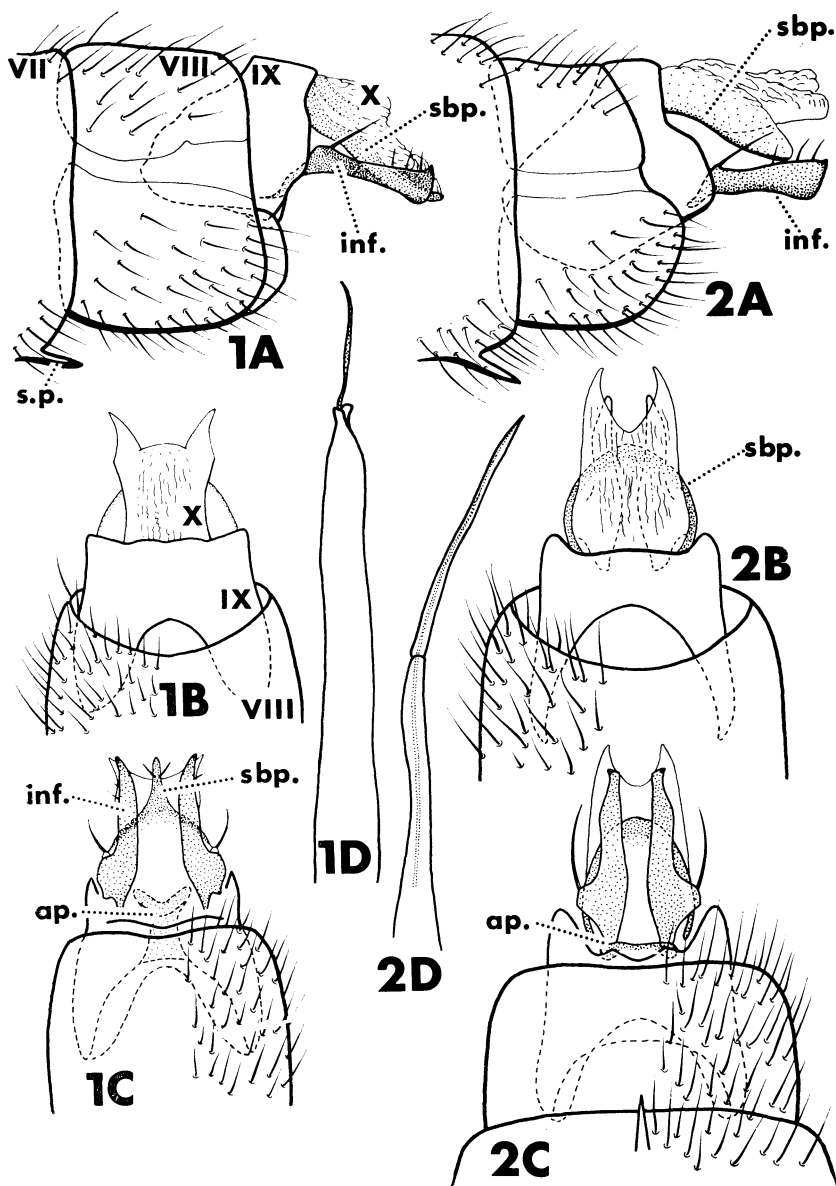 VII
VIII
IX
X
sbp.
inf.
1A
s.p.
sbp.
inf.
2A
X
IX
VIII
1B
sbp.
2B
inf.
sbp.
ap.
1C
1D
2D
ap.
2C